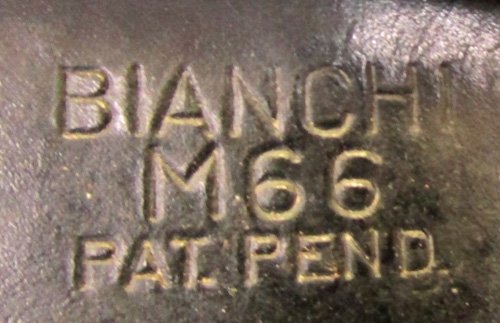 BIANCHI
M66
PAT. PEND.